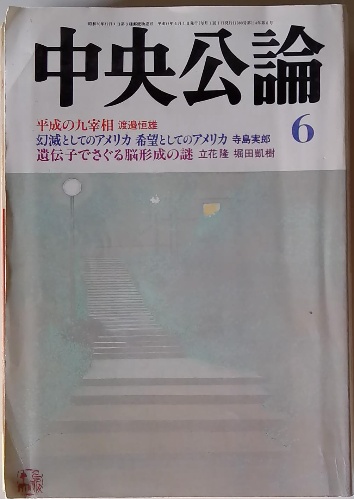 中央公論
平成の九宰相 渡邉恒雄
幻滅としてのアメリカ 希望としてのアメリカ 寺島実郎
遺伝子でさぐる脳形成の謎 立花隆 堀田凱樹
6